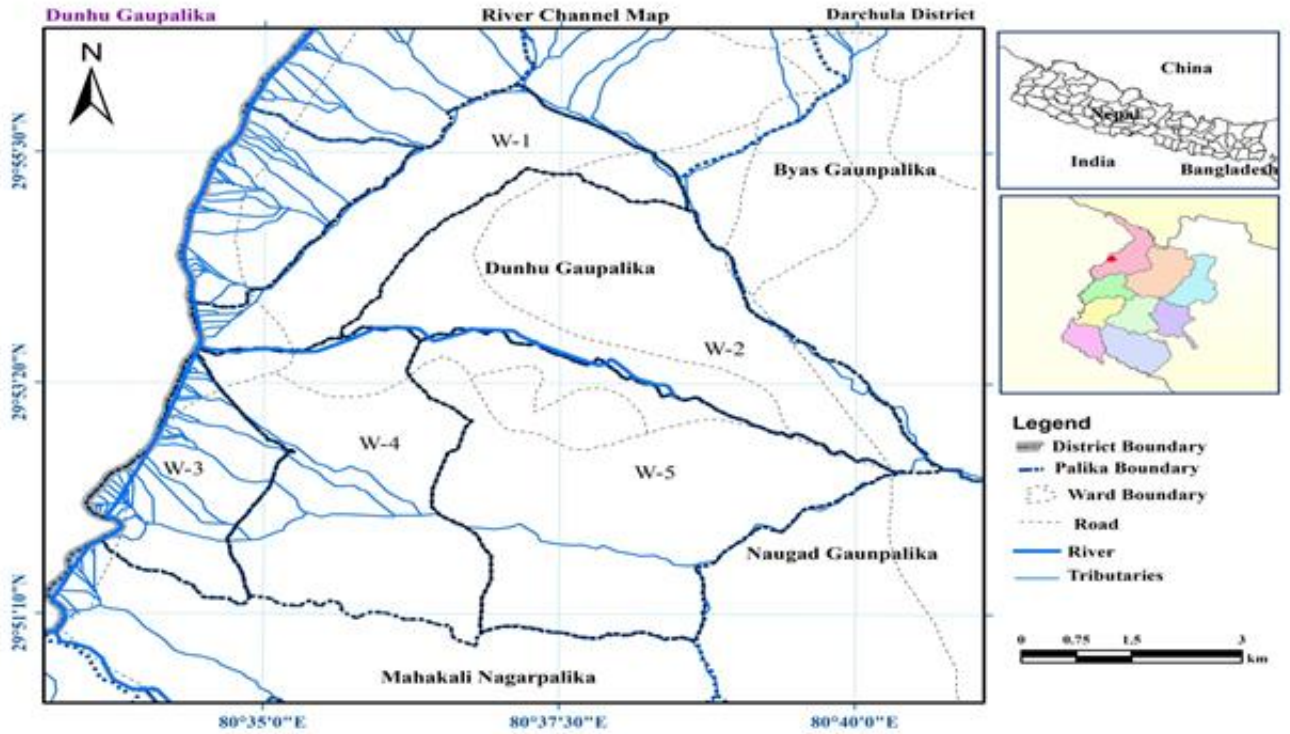 Dunhu Gaupalika River Channel Map Darchula District
N
29°55'30"N
29°53'20"N
29°51'10"N
W-1
Byas Gaunpalika
Dunhu Gaupalika
W-2
W-4
W-3
W-5
Naugad Gaunpalika
Mahakali Nagarpalika
80°35'0"E 80°37'30"E 80°40'0"E
China
Nepal
India
Bangladesh
Legend
District Boundary
Palika Boundary
Ward Boundary
Road
River
Tributaries
0 0.75 1.5 3
km